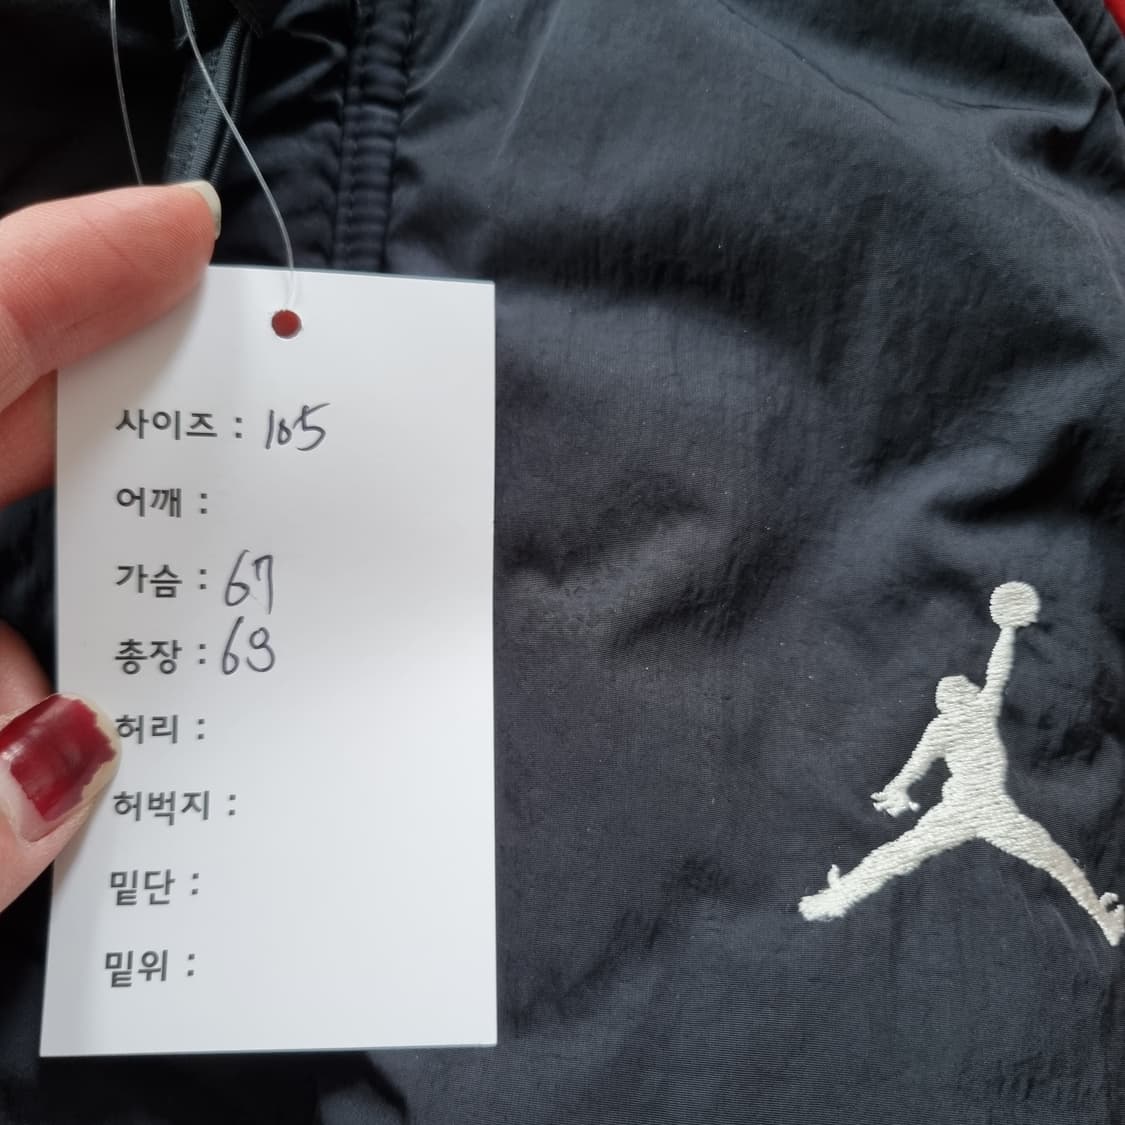 사이즈 : 105
어깨 :
가슴 : 67
총장 : 69
허리 :
허벅지 :
밑단 :
밑위 :